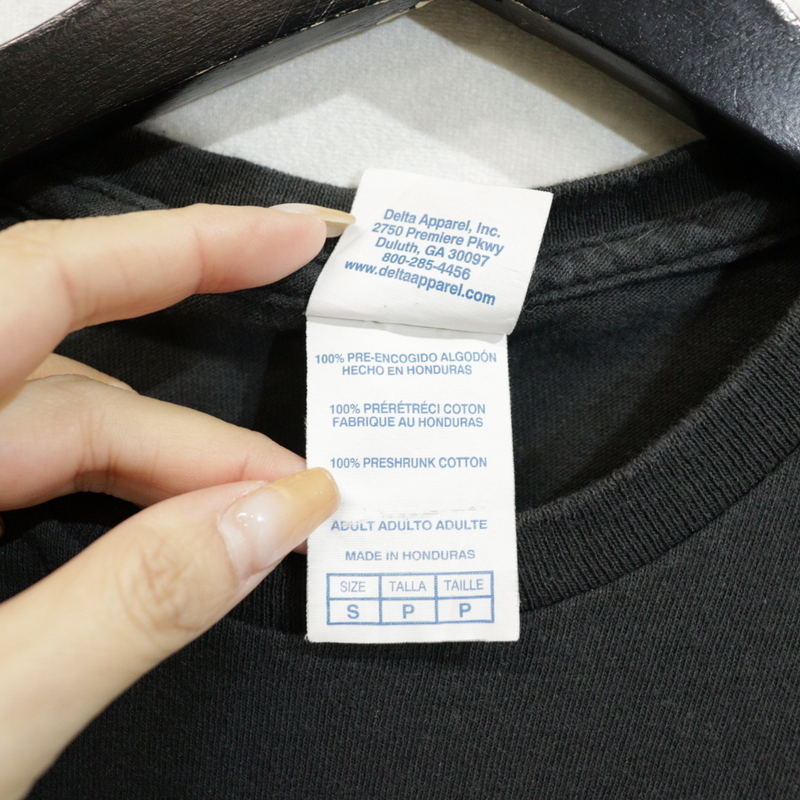 Delta Apparel, Inc.
2750 Premiere Pkwy
Duluth, GA 30097
800-285-4456
www.deltaapparel.com
100% PRE-ENCOGIDO ALGODÓN
HECHO EN HONDURAS
100% PRÉRÉTRÉCI COTON
FABRIQUE AU HONDURAS
100% PRESHRUNK COTTON
ADULT ADULTO ADULTE
MADE IN HONDURAS
SIZE TALLA TAILLE
S P P